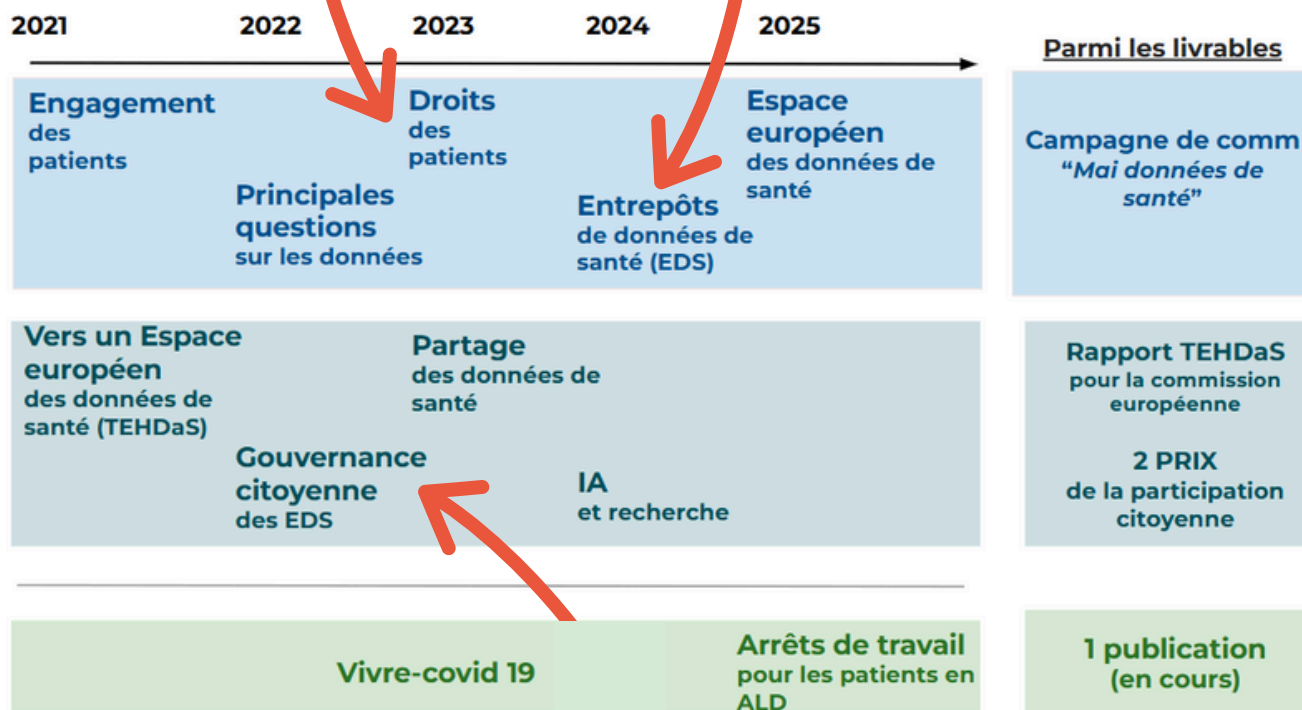 2021 2022 2023 2024 2025
Parmi les livrables
Engagement
des
patients
Principales
questions
sur les données
Droits
des
patients
Entrepôts
de données de
santé (EDS)
Espace
européen
des données de
santé
Campagne de comm
“Mai données de
santé”
Vers un Espace
européen
des données de
santé (TEHDaS)
Gouvernance
citoyenne
des EDS
Partage
des données de
santé
IA
et recherche
Rapport TEHDaS
pour la commission
européenne
2 PRIX
de la participation
citoyenne
Vivre-covid 19
Arrêts de travail
pour les patients en
ALD
1 publication
(en cours)